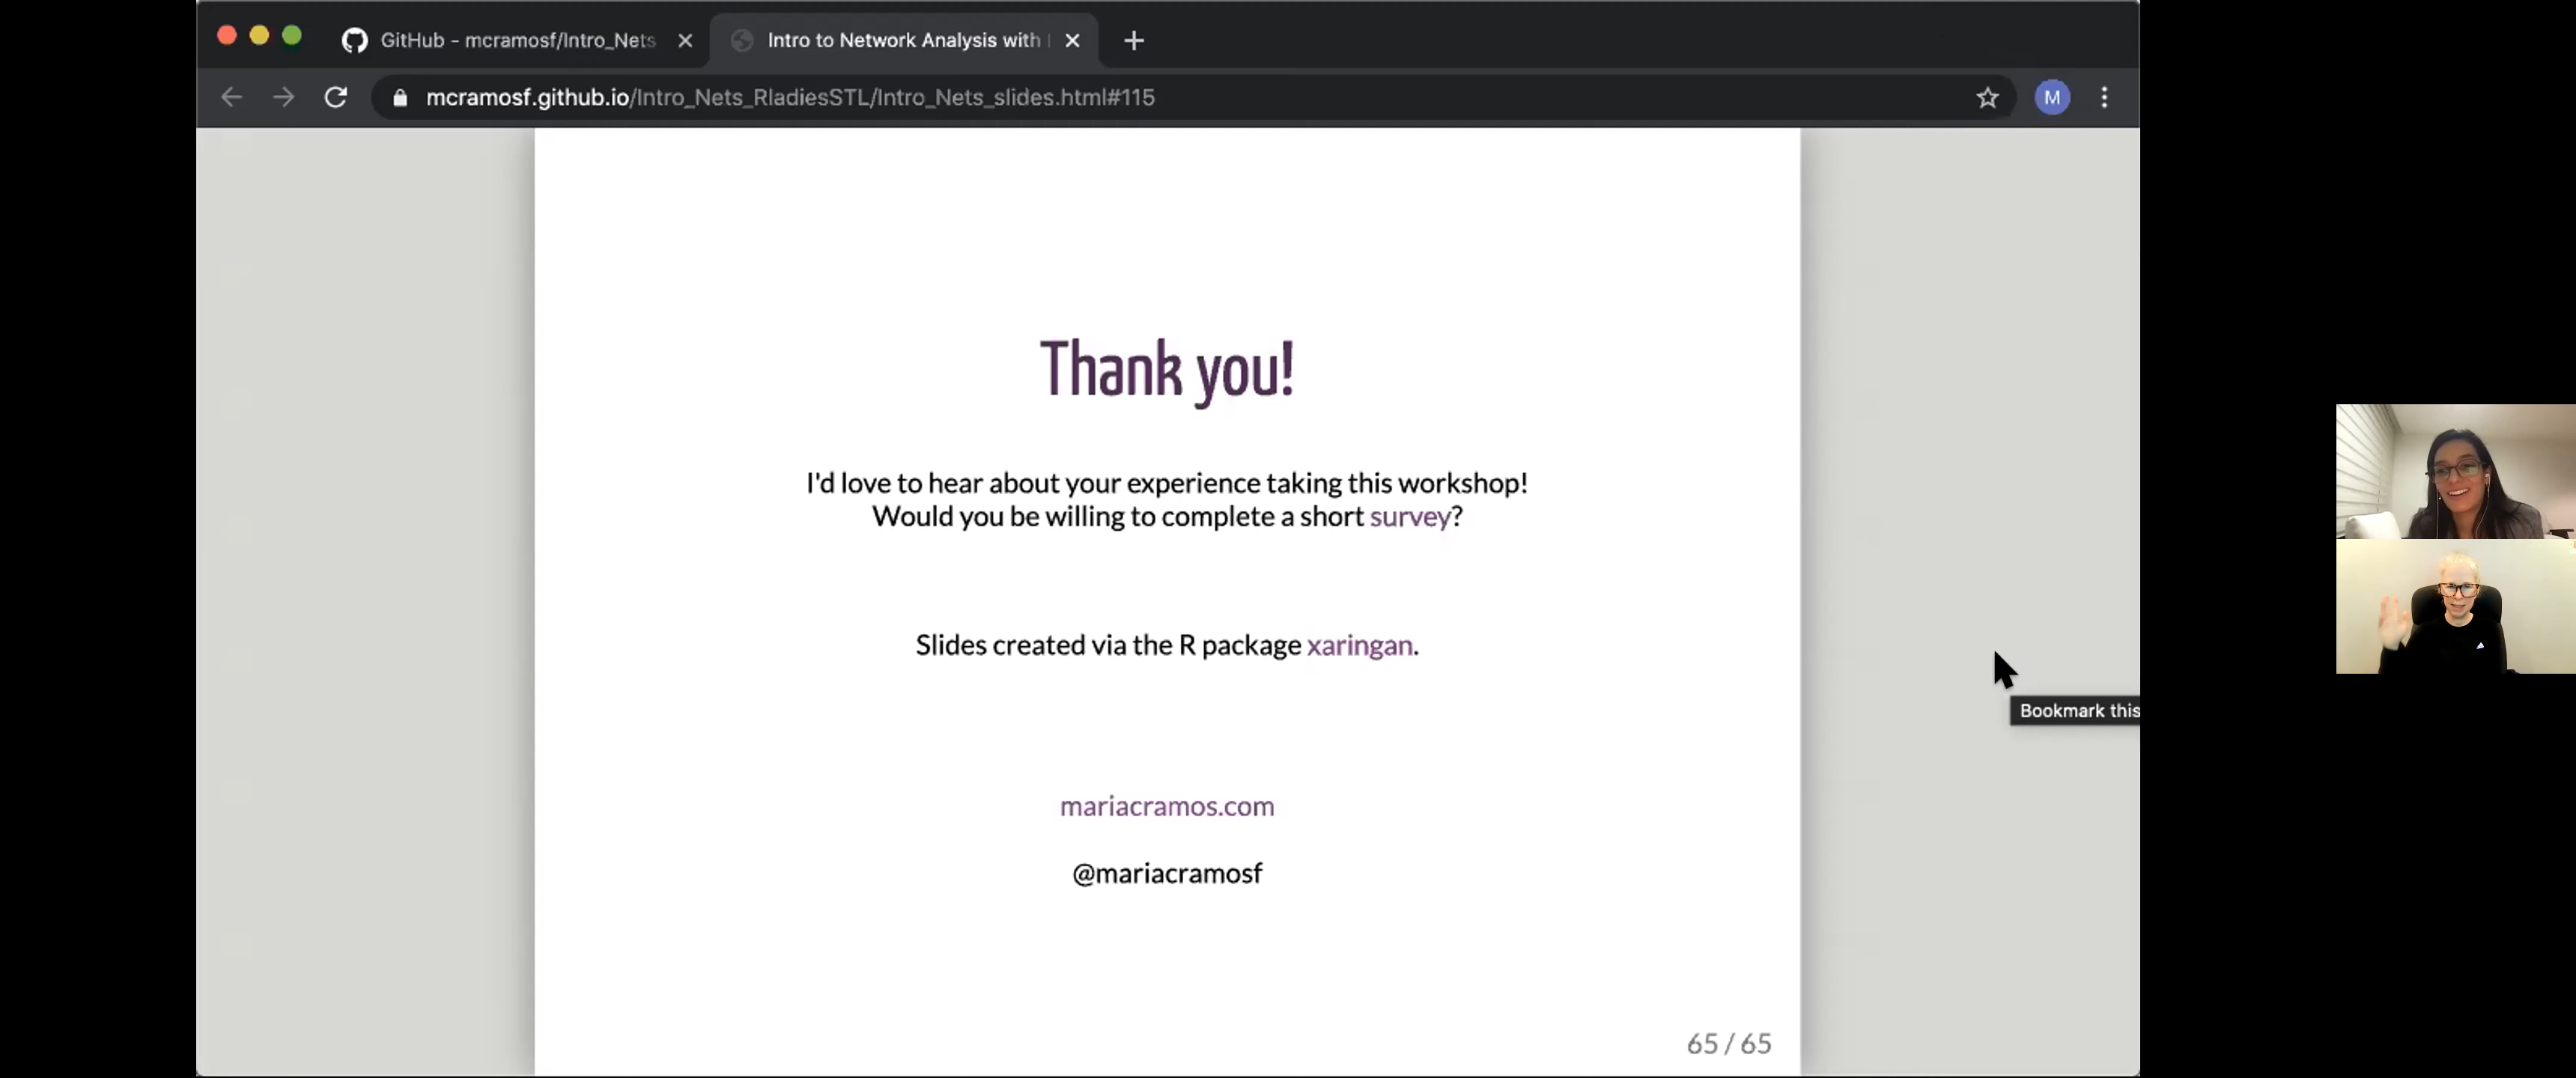 GitHub - mcramosf/Intro_Nets
Intro to Network Analysis with
mcramosf.github.io/Intro_Nets_RladiesSTL/Intro_Nets_slides.html#115
M
Thank you!
I'd love to hear about your experience taking this workshop!
Would you be willing to complete a short survey?
Slides created via the R package xaringan.
Bookmark this
mariacramos.com
@mariacramosf
65 / 65